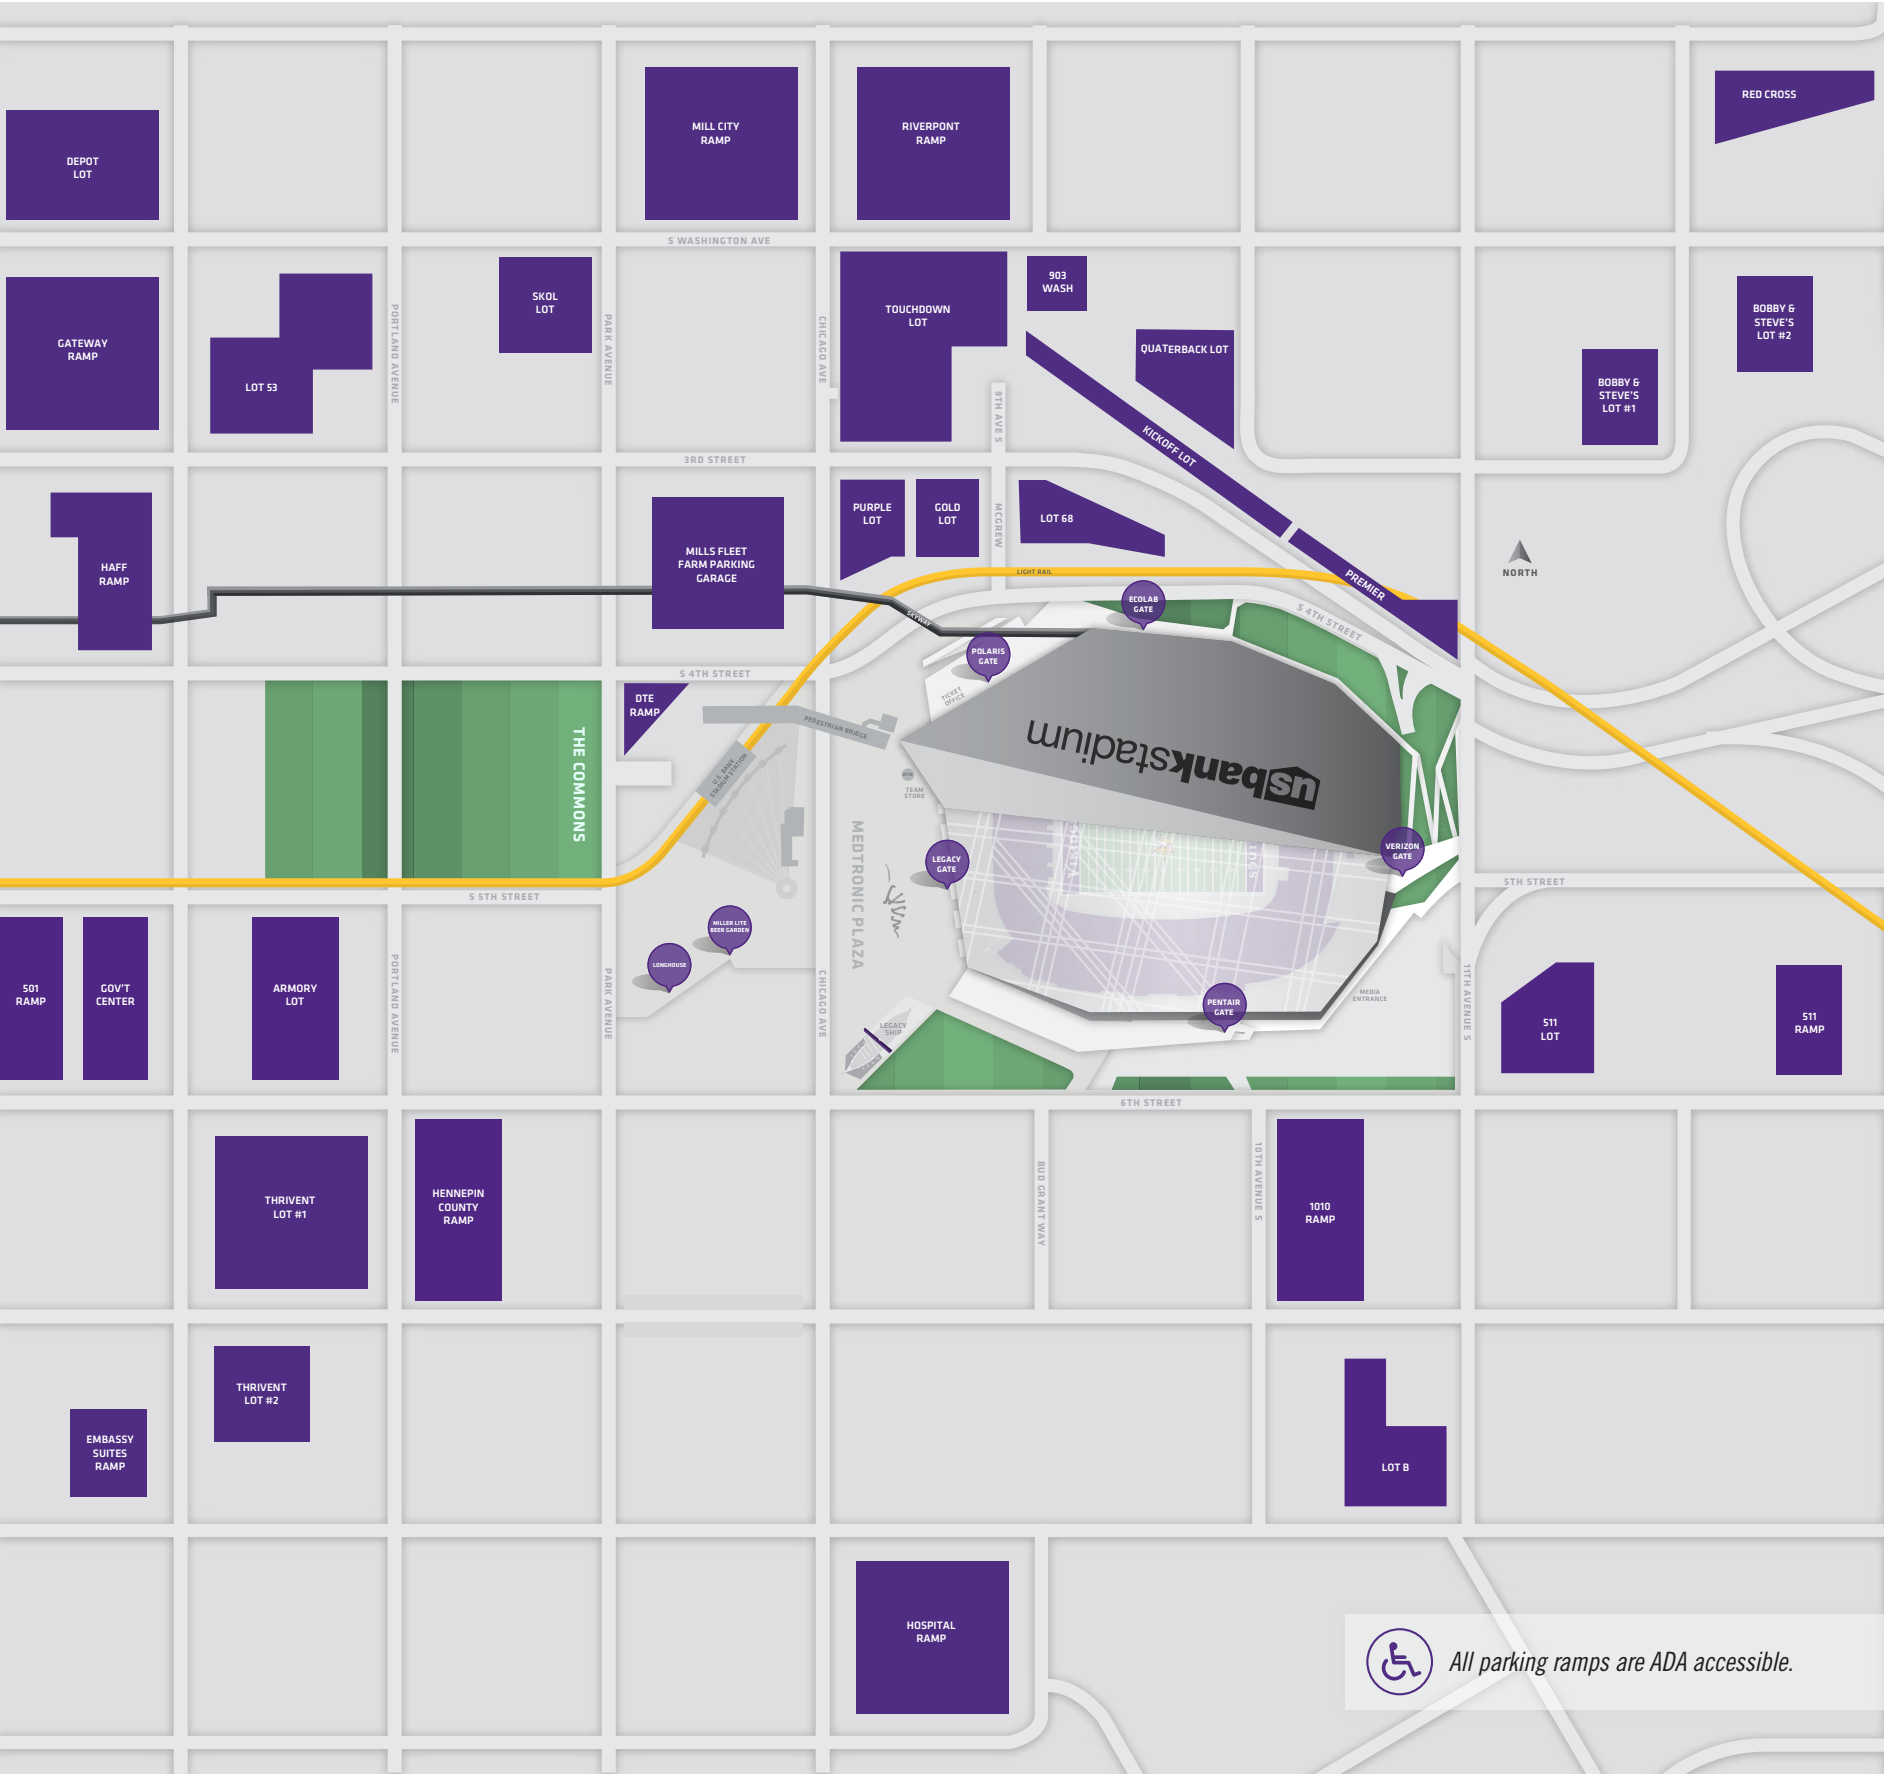 RED CROSS
MILL CITY
RAMP
RIVERPONT
RAMP
DEPOT
LOT
S WASHINGTON AVE
903
WASH
SKOL
LOT
TOUCHDOWN
LOT
BOBBY &
STEVE'S
LOT #2
GATEWAY
RAMP
PORTLAND AVENUE
PARK AVENUE
CHICAGO AVE
QUATERBACK LOT
LOT 53
BOBBY &
STEVE'S
LOT #1
9TH AVE S
KICKOFF LOT
3RD STREET
PURPLE
LOT
GOLD
LOT
MCGREW
LOT 68
MILLS FLEET
FARM PARKING
GARAGE
HAFF
RAMP
NORTH
LIGHT RAIL
PREMIER
ECOLAB
GATE
SKYWAY
S 4TH STREET
POLARIS
GATE
S 4TH STREET
TICKET
OFFICE
DTE
RAMP
PEDESTRIAN BRIDGE
usbankstadium
THE COMMONS
U.S. BANK
STADIUM STATION
ATM
TEAM
STORE
MEDTRONIC PLAZA
LEGACY
GATE
VERIZON
GATE
S 5TH STREET
5TH STREET
MILLER LITE
BEER GARDEN
LONGHOUSE
501
RAMP
GOV'T
CENTER
ARMORY
LOT
PORTLAND AVENUE
PARK AVENUE
CHICAGO AVE
PENTAIR
GATE
MEDIA
ENTRANCE
11TH AVENUE S
511
LOT
511
RAMP
LEGACY
SHIP
6TH STREET
THRIVENT
LOT #1
HENNEPIN
COUNTY
RAMP
BUD GRANT WAY
10TH AVENUE S
1010
RAMP
THRIVENT
LOT #2
EMBASSY
SUITES
RAMP
LOT B
HOSPITAL
RAMP
All parking ramps are ADA accessible.